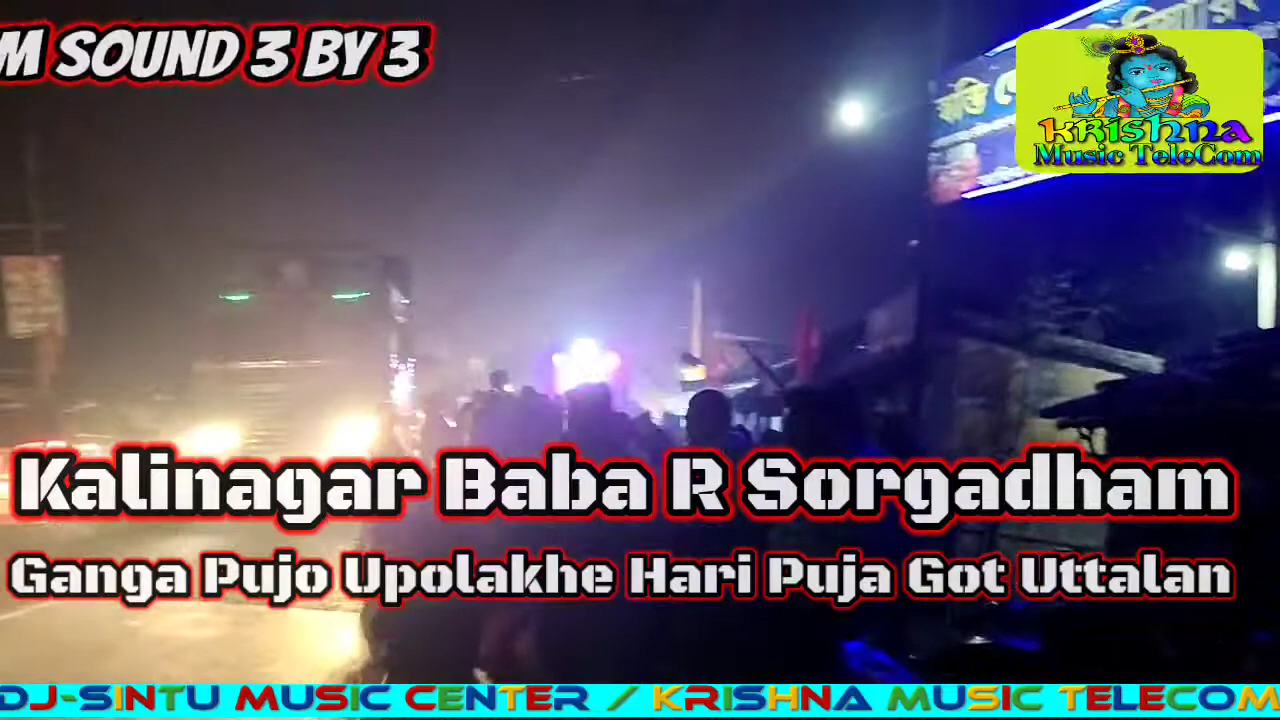 M SOUND 3 BY 3
KRISHNA
Music TeleCom
Kalinagar Baba R Sorgadham
Ganga Pujo Upolakhe Hari Puja Got Uttalan
DJ-SINTU MUSIC CENTER / KRISHNA MUSIC TELECOM